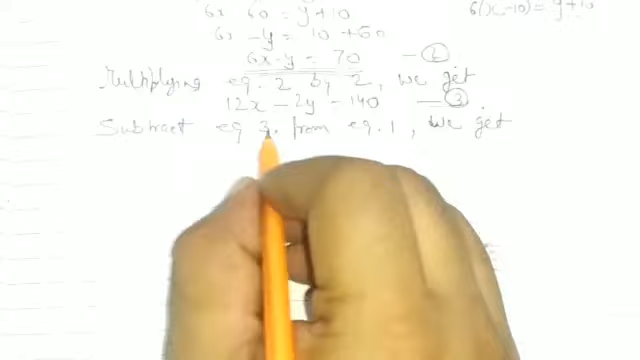 6x 60 = y+10
6(x-10) = y+10
6x - y = 10 +60
6x - y = 70 — ②
Multiplying eq. 2 by 2, we get
12x - 2y = 140 — ③.
Subtract eq 3. from eq. 1, we get